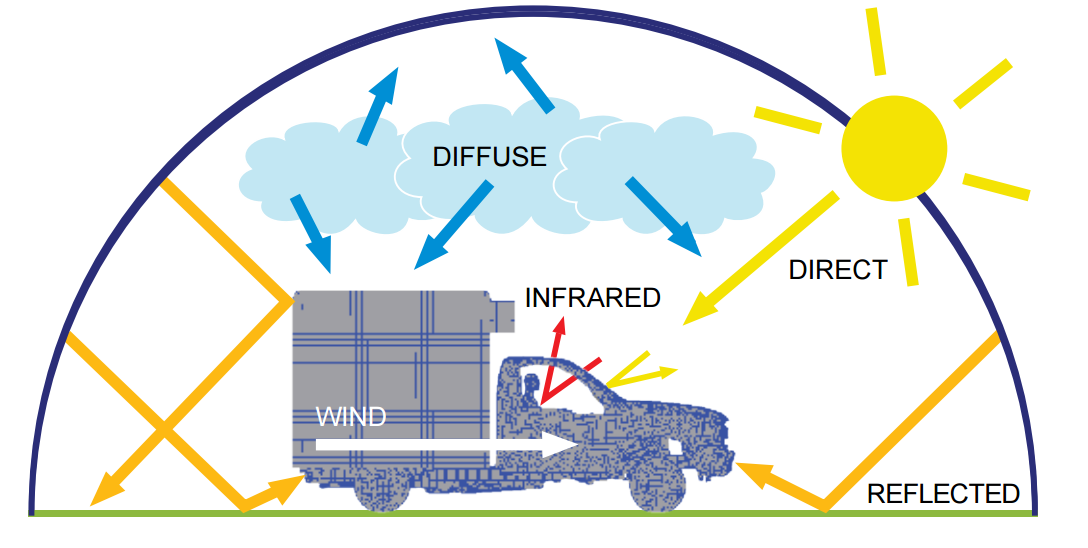 DIFFUSE
DIRECT
INFRARED
WIND
REFLECTED